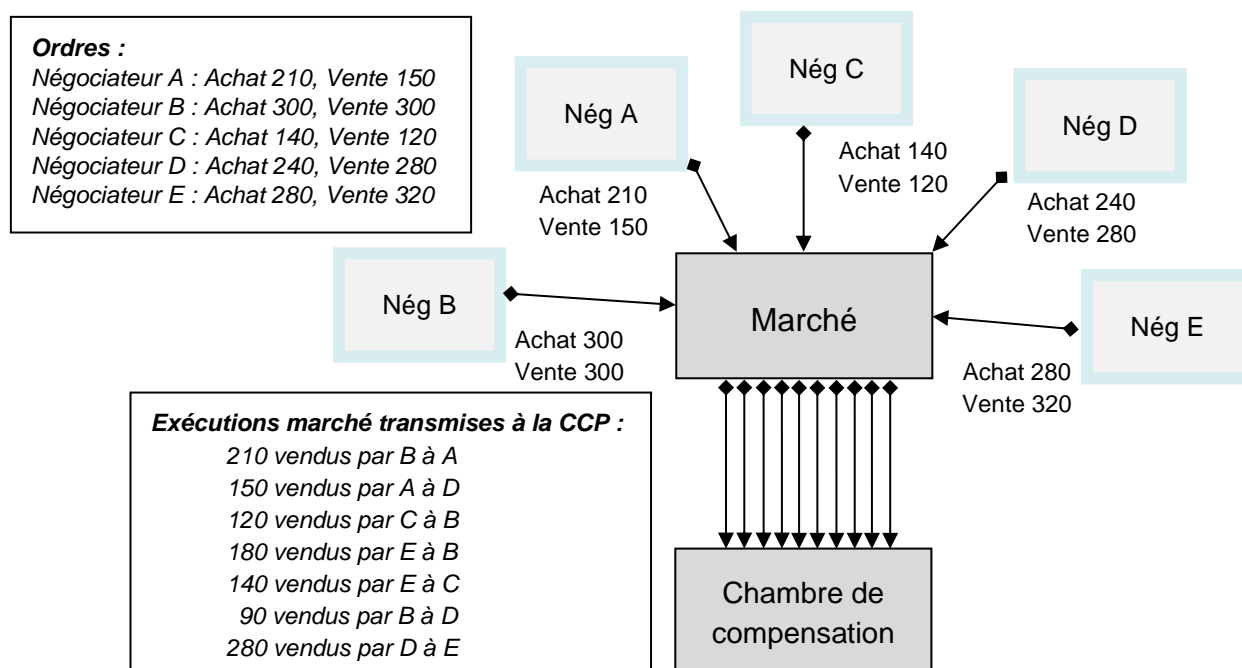 Ordres :
Négociateur A : Achat 210, Vente 150
Négociateur B : Achat 300, Vente 300
Négociateur C : Achat 140, Vente 120
Négociateur D : Achat 240, Vente 280
Négociateur E : Achat 280, Vente 320
Nég C
Nég A
Nég D
Achat 140
Vente 120
Achat 210
Vente 150
Achat 240
Vente 280
Nég B
Marché
Nég E
Achat 300
Vente 300
Achat 280
Vente 320
Exécutions marché transmises à la CCP :
210 vendus par B à A
150 vendus par A à D
120 vendus par C à B
180 vendus par E à B
140 vendus par E à C
90 vendus par B à D
280 vendus par D à E
Chambre de
compensation